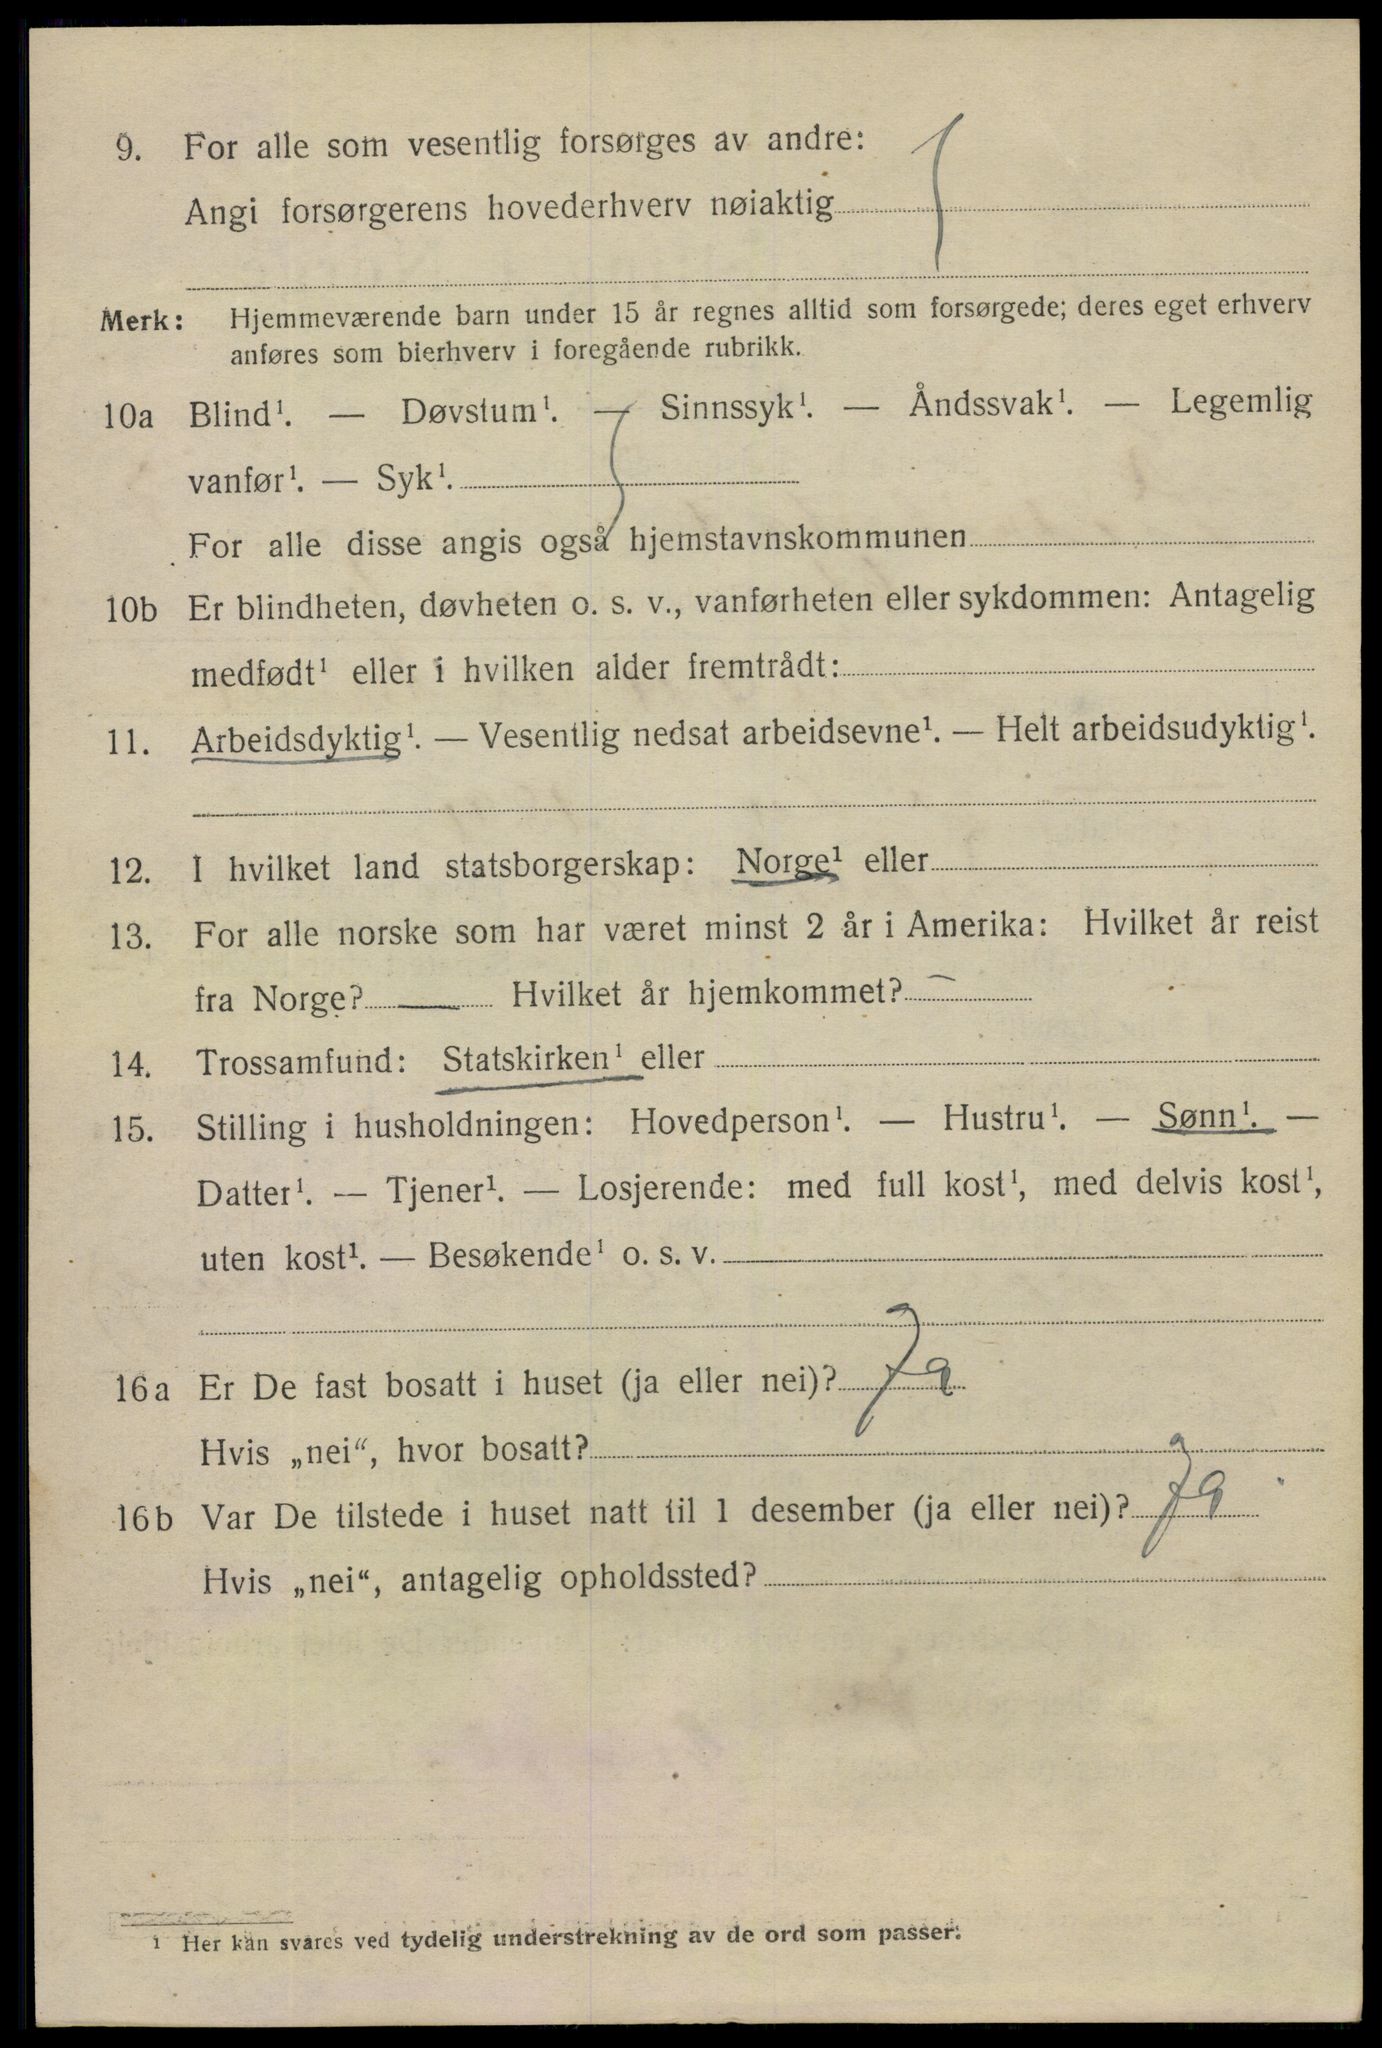 9. For alle som vesentlig forsørges av andre:
Angi forsørgerens hovederhverv nøiaktig
Merk: Hjemmeværende barn under 15 år regnes alltid som forsørgede; deres eget erhverv
anføres som bierhverv i foregående rubrikk.
10a Blind¹. — Døvstum¹. — Sinnssyk¹. — Åndssvak¹. — Legemlig
vanfør¹. — Syk¹.
For alle disse angis også hjemstavnskommunen
10b Er blindheten, døvheten o. s. v., vanførheten eller sykdommen: Antagelig
medfødt¹ eller i hvilken alder fremtrådt:
11. Arbeidsdyktig¹. — Vesentlig nedsat arbeidsevne¹. — Helt arbeidsudyktig¹.
12. I hvilket land statsborgerskap: Norge¹ eller
13. For alle norske som har været minst 2 år i Amerika: Hvilket år reist
fra Norge? — Hvilket år hjemkommet? —
14. Trossamfund: Statskirken¹ eller
15. Stilling i husholdningen: Hovedperson¹. — Hustru¹. — Sønn¹. —
Datter¹. — Tjener¹. — Losjerende: med full kost¹, med delvis kost¹,
uten kost¹. — Besøkende¹ o. s. v.
16a Er De fast bosatt i huset (ja eller nei)? Ja
Hvis „nei“, hvor bosatt?
16b Var De tilstede i huset natt til 1 desember (ja eller nei)? Ja
Hvis „nei“, antagelig opholdssted?
¹ Her kan svares ved tydelig understrekning av de ord som passer.